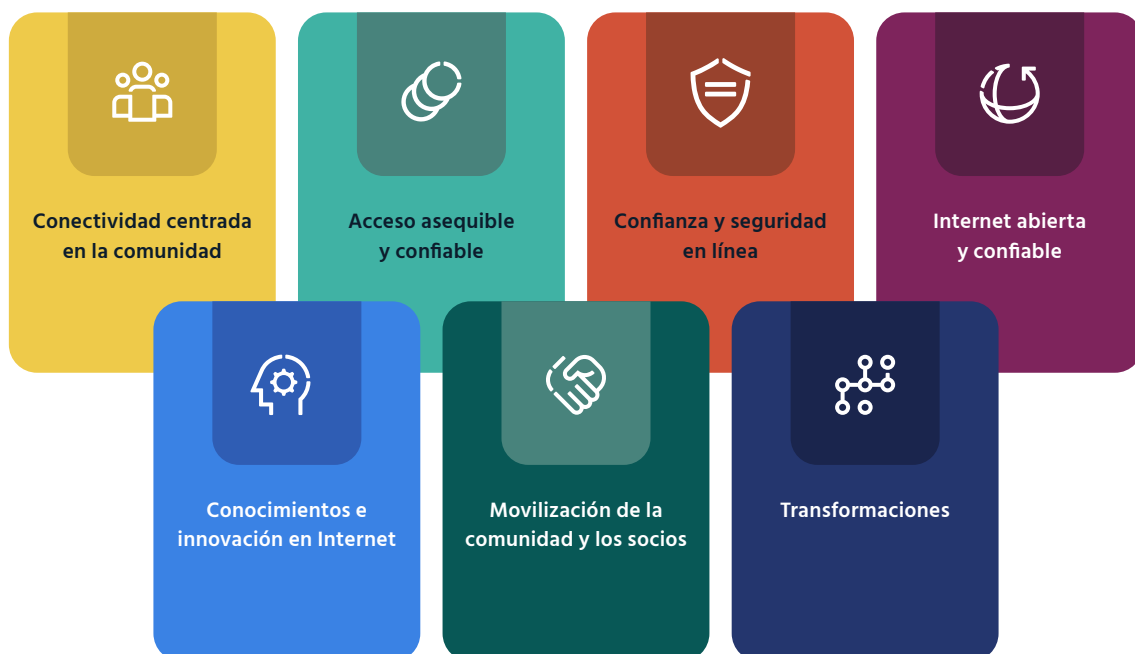 Conectividad centrada
en la comunidad
Acceso asequible
y confiable
Confianza y seguridad
en línea
Internet abierta
y confiable
Conocimientos e
innovación en Internet
Movilización de la
comunidad y los socios
Transformaciones